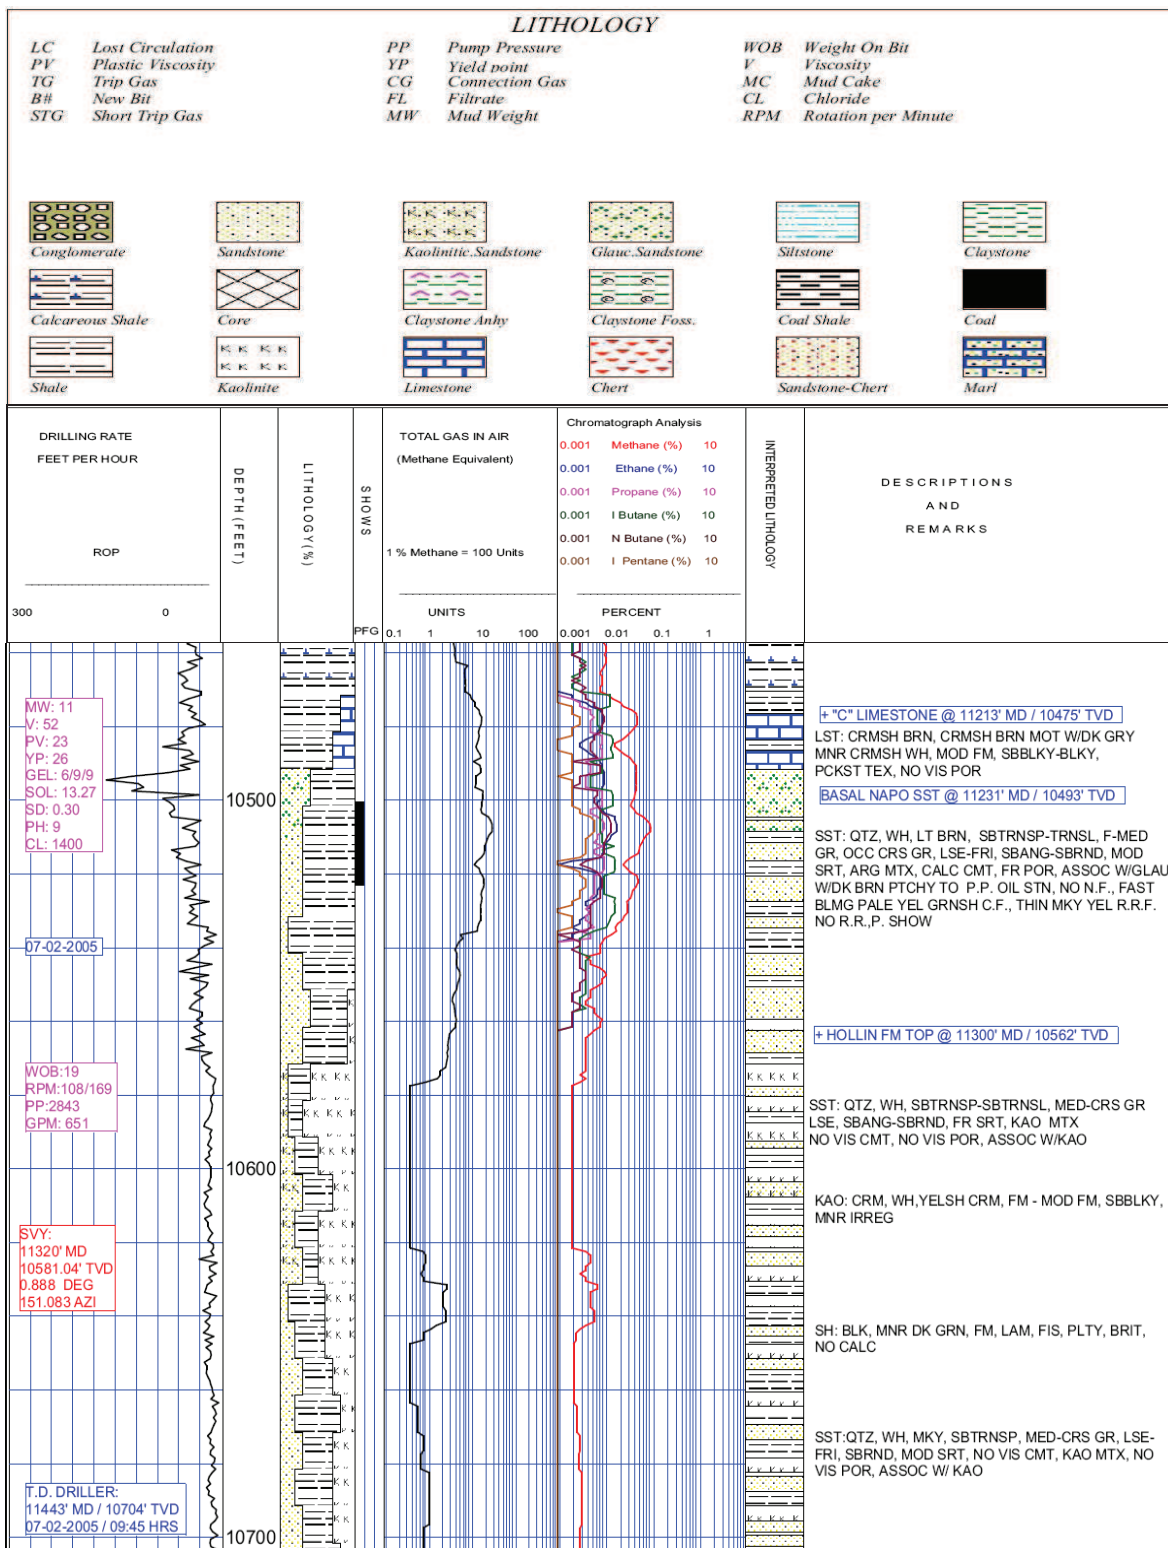 LITHOLOGY
LC Lost Circulation PP Pump Pressure WOB Weight On Bit
PV Plastic Viscosity YP Yield point V Viscosity
TG Trip Gas CG Connection Gas MC Mud Cake
B# New Bit FL Filtrate CL Chloride
STG Short Trip Gas MW Mud Weight RPM Rotation per Minute
Conglomerate Sandstone Kaolinitic.Sandstone Glauc.Sandstone Siltstone Claystone
Calcareous Shale Core Claystone Anhy Claystone Foss. Coal Shale Coal
Shale Kaolinite Limestone Chert Sandstone-Chert Marl
DRILLING RATE
FEET PER HOUR
ROP
300 0
DEPTH (FEET)
LITHOLOGY(%)
SHOWS
PFG
TOTAL GAS IN AIR
(Methane Equivalent)
1 % Methane = 100 Units
UNITS
0.1 1 10 100
Chromatograph Analysis
0.001 Methane (%) 10
0.001 Ethane (%) 10
0.001 Propane (%) 10
0.001 I Butane (%) 10
0.001 N Butane (%) 10
0.001 I Pentane (%) 10
PERCENT
0.001 0.01 0.1 1
INTERPRETED LITHOLOGY
DESCRIPTIONS
AND
REMARKS
MW: 11
V: 52
PV: 23
YP: 26
GEL: 6/9/9
SOL: 13.27
SD: 0.30
PH: 9
CL: 1400
07-02-2005
WOB:19
RPM:108/169
PP:2843
GPM: 651
SVY:
11320' MD
10581.04' TVD
0.888 DEG
151.083 AZI
T.D. DRILLER:
11443' MD / 10704' TVD
07-02-2005 / 09:45 HRS
10500
10600
10700
+ "C" LIMESTONE @ 11213' MD / 10475' TVD
LST: CRMSH BRN, CRMSH BRN MOT W/DK GRY
MNR CRMSH WH, MOD FM, SBBLKY-BLKY,
PCKST TEX, NO VIS POR
BASAL NAPO SST @ 11231' MD / 10493' TVD
SST: QTZ, WH, LT BRN, SBTRNSP-TRNSL, F-MED
GR, OCC CRS GR, LSE-FRI, SBANG-SBRND, MOD
SRT, ARG MTX, CALC CMT, FR POR, ASSOC W/GLAU
W/DK BRN PTCHY TO P.P. OIL STN, NO N.F., FAST
BLMG PALE YEL GRNSH C.F., THIN MKY YEL R.R.F.
NO R.R.,P. SHOW
+ HOLLIN FM TOP @ 11300' MD / 10562' TVD
SST: QTZ, WH, SBTRNSP-SBTRNSL, MED-CRS GR
LSE, SBANG-SBRND, FR SRT, KAO MTX
NO VIS CMT, NO VIS POR, ASSOC W/KAO
KAO: CRM, WH,YELSH CRM, FM - MOD FM, SBBLKY,
MNR IRREG
SH: BLK, MNR DK GRN, FM, LAM, FIS, PLTY, BRIT,
NO CALC
SST:QTZ, WH, MKY, SBTRNSP, MED-CRS GR, LSE-
FRI, SBRND, MOD SRT, NO VIS CMT, KAO MTX, NO
VIS POR, ASSOC W/ KAO